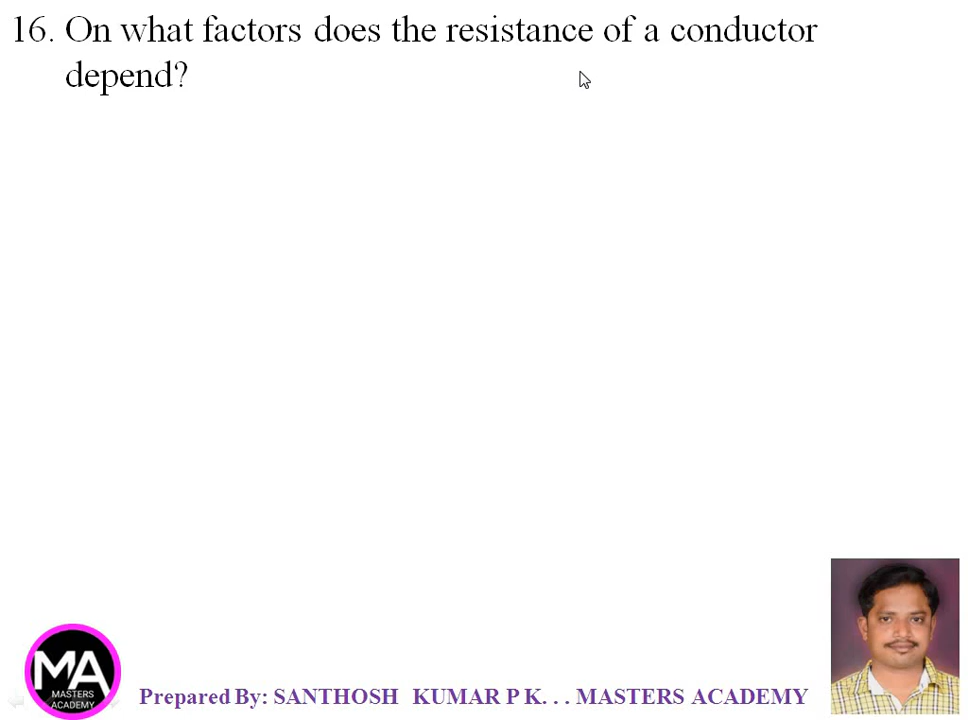 16. On what factors does the resistance of a conductor
depend?
MA
MASTERS
ACADEMY
Prepared By: SANTHOSH KUMAR P K. . . MASTERS ACADEMY